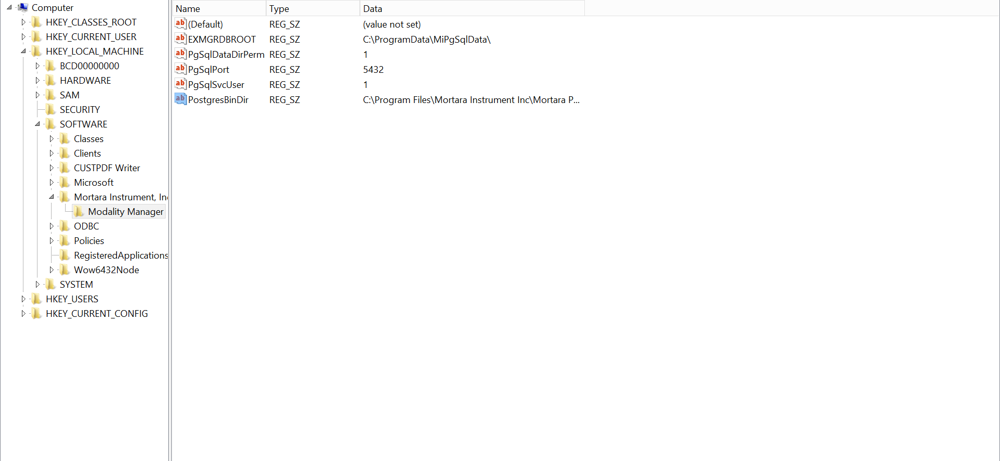 Computer
HKEY_CLASSES_ROOT
HKEY_CURRENT_USER
HKEY_LOCAL_MACHINE
BCD00000000
HARDWARE
SAM
SECURITY
SOFTWARE
Classes
Clients
CUSTPDF Writer
Microsoft
Mortara Instrument, Inc
Modality Manager
ODBC
Policies
RegisteredApplications
Wow6432Node
SYSTEM
HKEY_USERS
HKEY_CURRENT_CONFIG
Name Type Data
(Default) REG_SZ (value not set)
EXMGRDBROOT REG_SZ C:\ProgramData\MiPgSqlData\
PgSqlDataDirPerm REG_SZ 1
PgSqlPort REG_SZ 5432
PgSqlSvcUser REG_SZ 1
PostgresBinDir REG_SZ C:\Program Files\Mortara Instrument Inc\Mortara P...